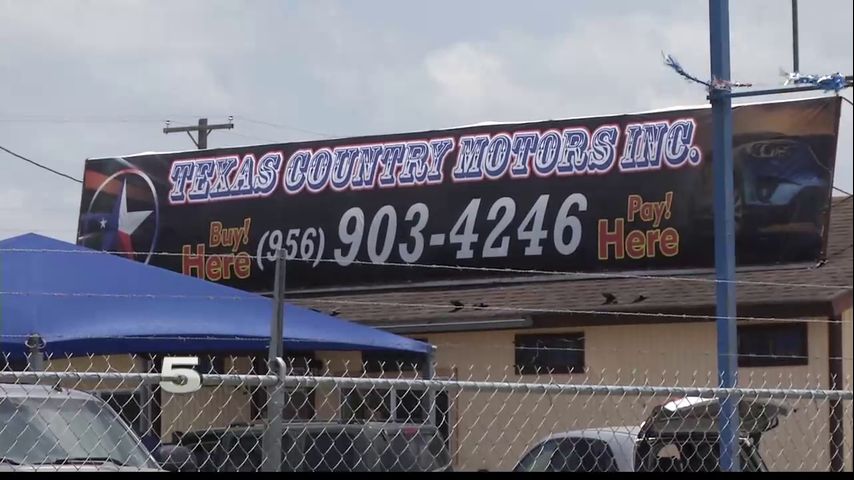 TEXAS COUNTRY MOTORS INC.
Buy! Here (956) 903-4246 Pay! Here
5